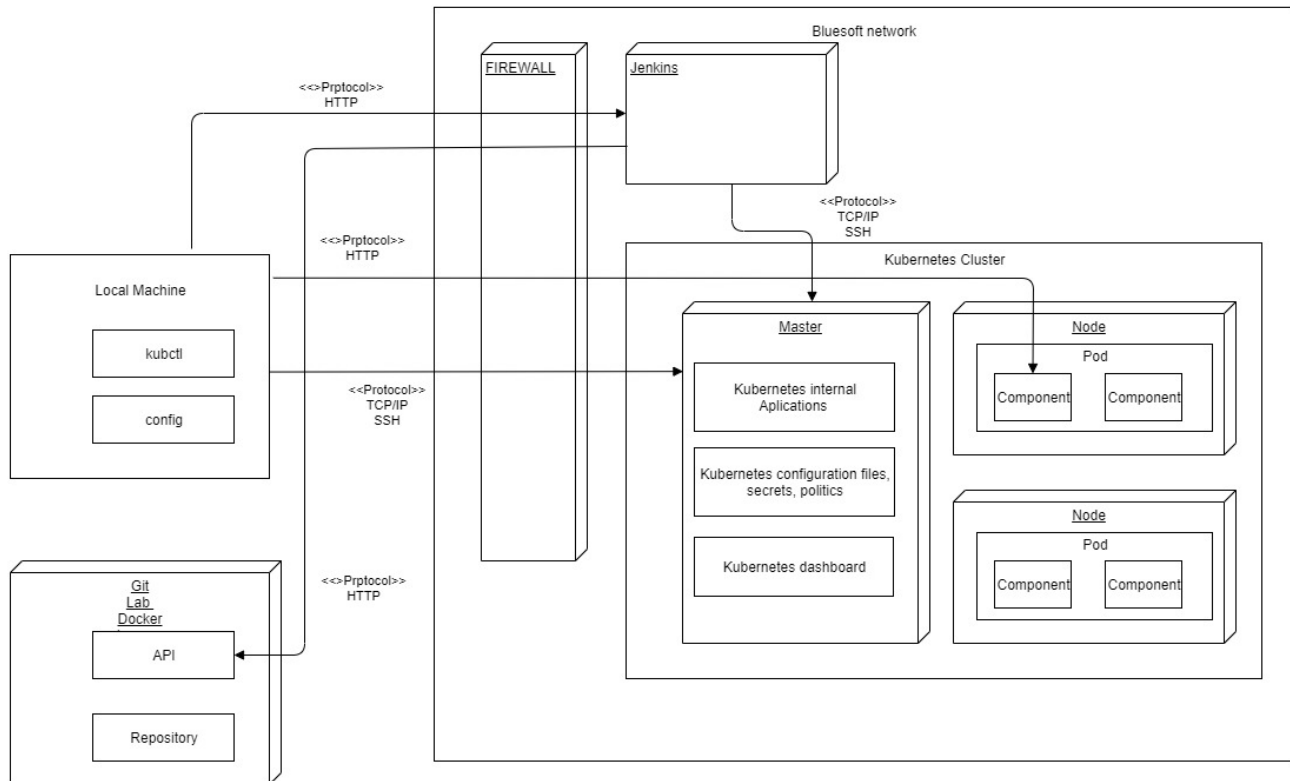 Bluesoft network
FIREWALL
Jenkins
<<>Prptocol>>
HTTP
<<Protocol>>
TCP/IP
SSH
<<>Prptocol>>
HTTP
Kubernetes Cluster
Local Machine
kubctl
config
<<Protocol>>
TCP/IP
SSH
Master
Kubernetes internal
Aplications
Kubernetes configuration files,
secrets, politics
Kubernetes dashboard
Node
Pod
Component
Component
Node
Pod
Component
Component
<<>Prptocol>>
HTTP
Git
Lab
Docker
API
Repository